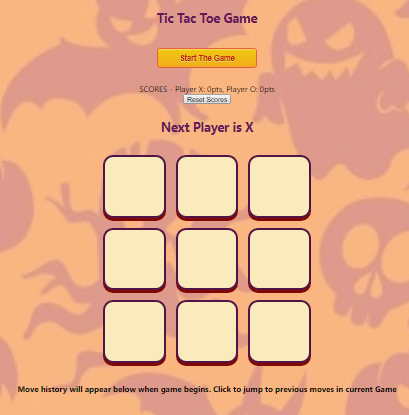 Tic Tac Toe Game
Start The Game
SCORES - Player X: 0pts, Player O: 0pts
Reset Scores
Next Player is X
Move history will appear below when game begins. Click to jump to previous moves in current Game